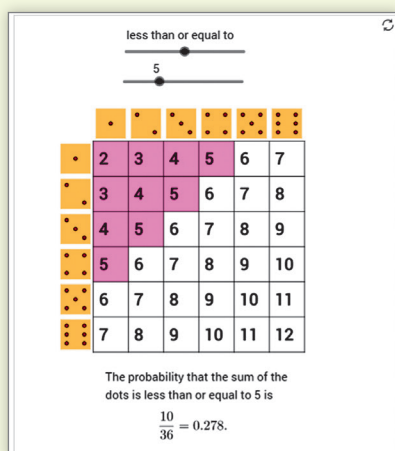 less than or equal to
5
2 3 4 5 6 7
3 4 5 6 7 8
4 5 6 7 8 9
5 6 7 8 9 10
6 7 8 9 10 11
7 8 9 10 11 12
The probability that the sum of the
dots is less than or equal to 5 is
10/36 = 0.278.